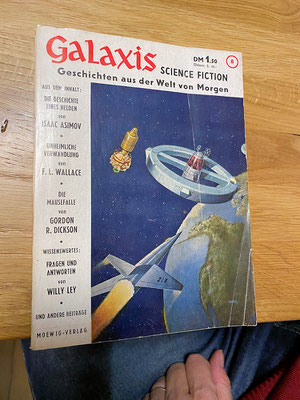 Galaxis
SCIENCE FICTION
DM 1.50
8
Geschichten aus der Welt von Morgen
AUS DEM INHALT:
DIE GESCHICHTE
EINES HELDEN
von
ISAAC ASIMOV
UNHEIMLICHE
VERWANDLUNG
von
F. L. WALLACE
DIE
MAUSEFALLE
von
GORDON
R. DICKSON
WISSENSWERTES:
FRAGEN UND
ANTWORTEN
von
WILLY LEY
UND ANDERE BEITRÄGE
MOEWIG-VERLAG